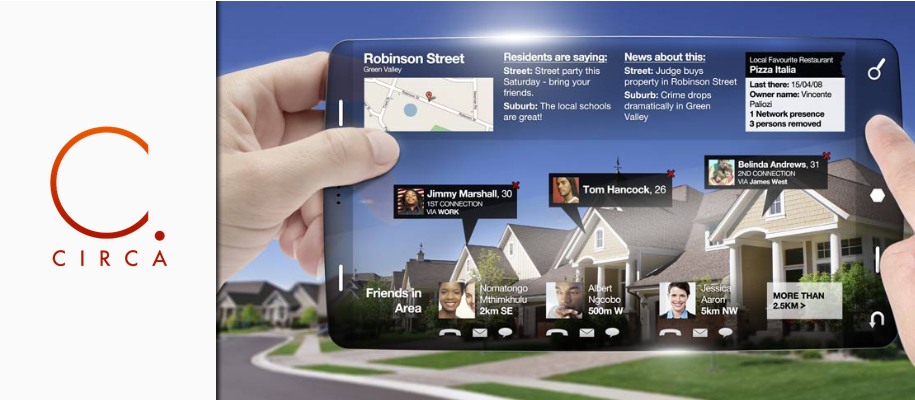 C.
CIRCA
Robinson Street
Green Valley
Residents are saying:
Street: Street party this
Saturday - bring your
friends.
Suburb: The local schools
are great!
News about this:
Street: Judge buys
property in Robinson Street
Suburb: Crime drops
dramatically in Green
Valley
Local Favourite Restaurant
Pizza Italia
Last there: 15/04/08
Owner name: Vincente
Paliozi
1 Network presence
3 persons removed
Jimmy Marshall, 30
1ST CONNECTION
VIA WORK
Tom Hancock, 26
Belinda Andrews, 31
2ND CONNECTION
VIA James West
Friends in
Area
Nomatongo
Mthimkhulu
2km SE
Albert
Ngcobo
500m W
Jessica
Aaron
5km NW
MORE THAN
2.5KM >